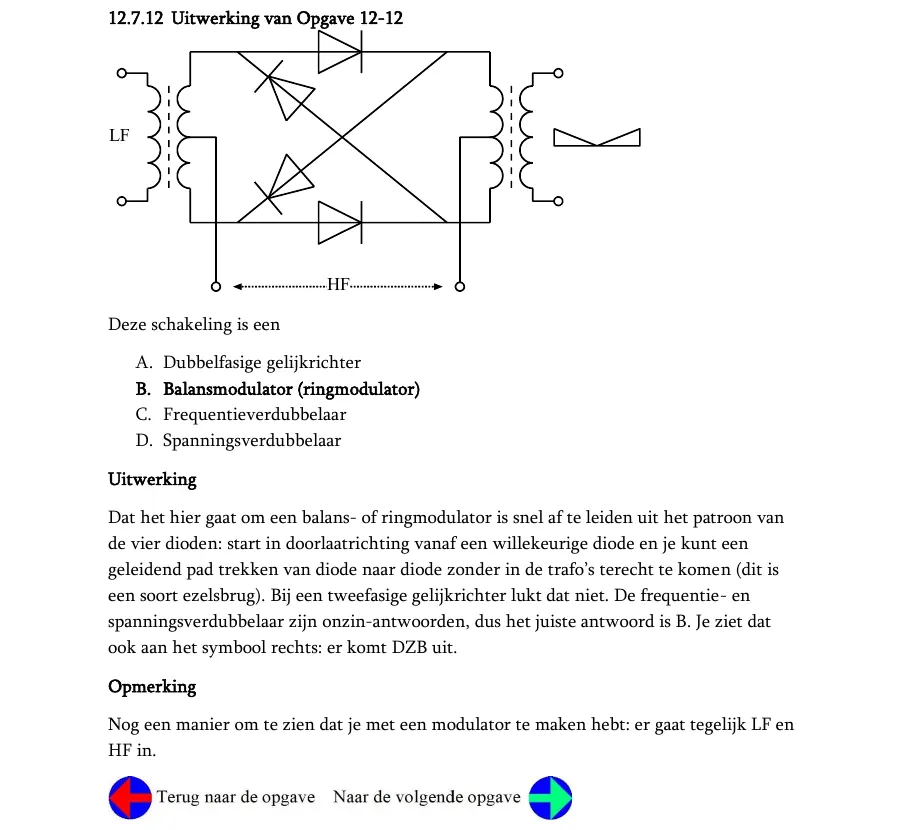 12.7.12 Uitwerking van Opgave 12-12
LF
HF
Deze schakeling is een
A. Dubbelfasige gelijkrichter
B. Balansmodulator (ringmodulator)
C. Frequentieverdubbelaar
D. Spanningsverdubbelaar
Uitwerking
Dat het hier gaat om een balans- of ringmodulator is snel af te leiden uit het patroon van
de vier dioden: start in doorlaatrichting vanaf een willekeurige diode en je kunt een
geleidend pad trekken van diode naar diode zonder in de trafo's terecht te komen (dit is
een soort ezelsbrug). Bij een tweefasige gelijkrichter lukt dat niet. De frequentie- en
spanningsverdubbelaar zijn onzin-antwoorden, dus het juiste antwoord is B. Je ziet dat
ook aan het symbool rechts: er komt DZB uit.
Opmerking
Nog een manier om te zien dat je met een modulator te maken hebt: er gaat tegelijk LF en
HF in.
Terug naar de opgave Naar de volgende opgave